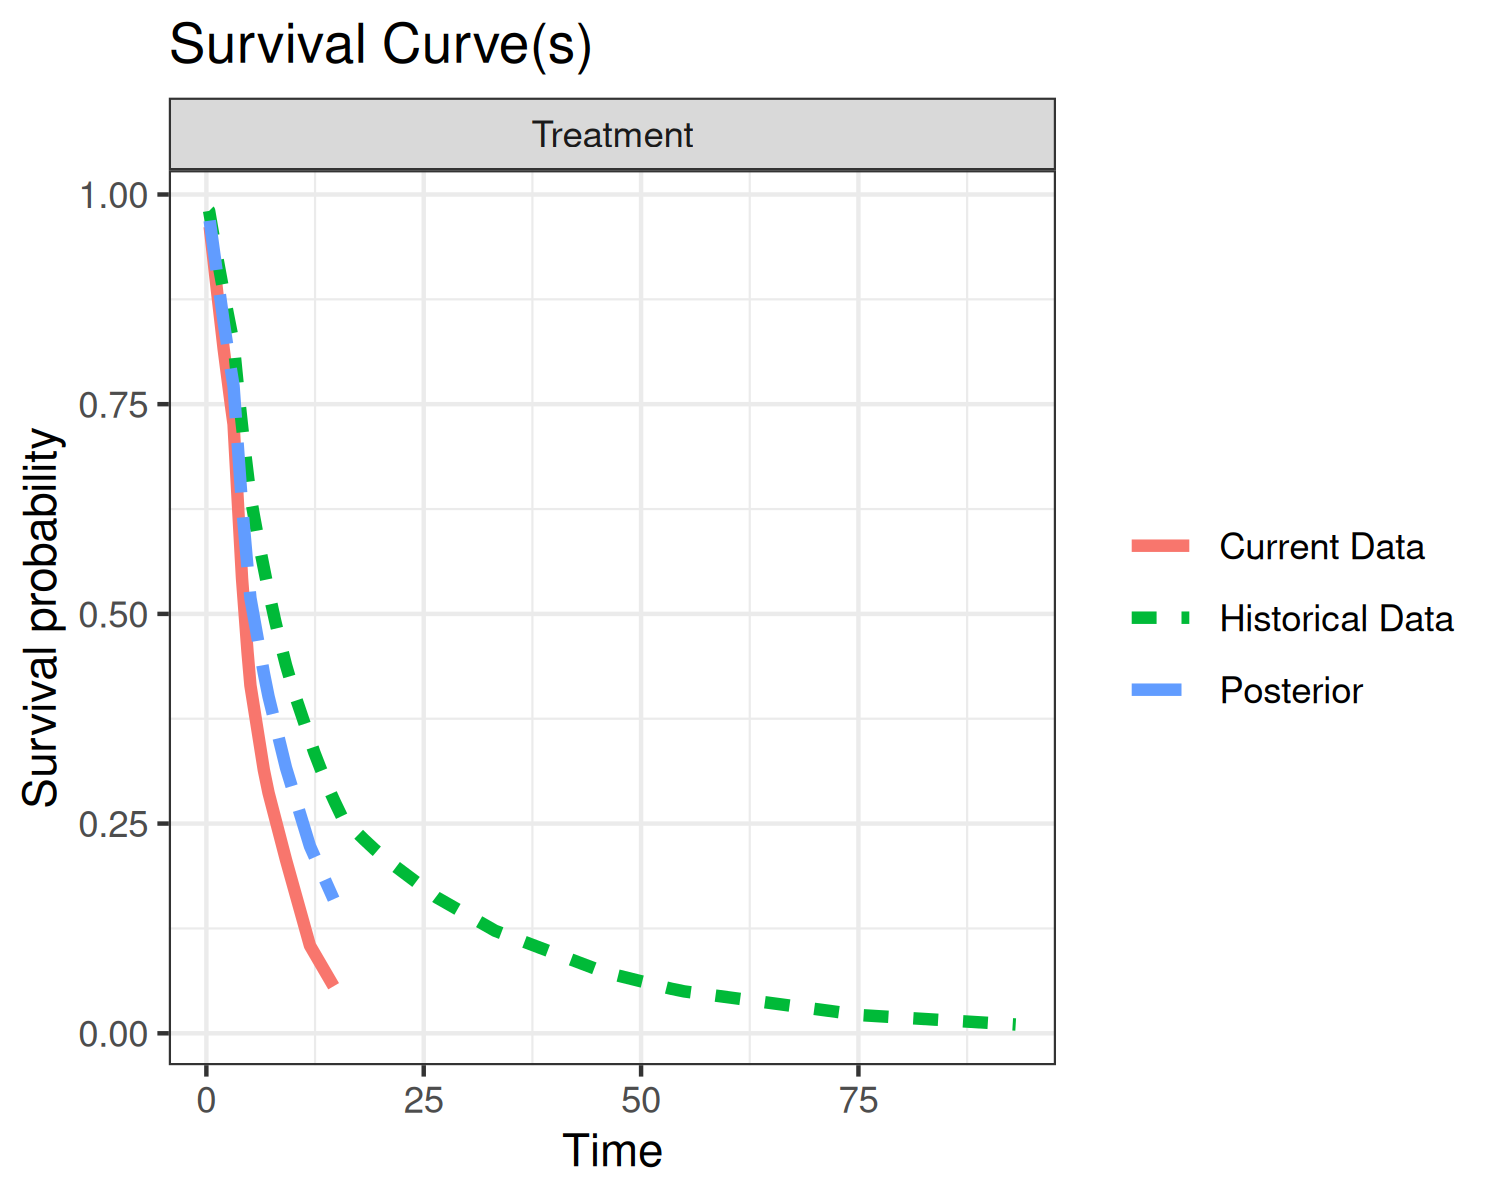 Survival Curve(s)
Treatment
Survival probability
1.00
0.75
0.50
0.25
0.00
0 25 50 75
Time
Current Data
Historical Data
Posterior